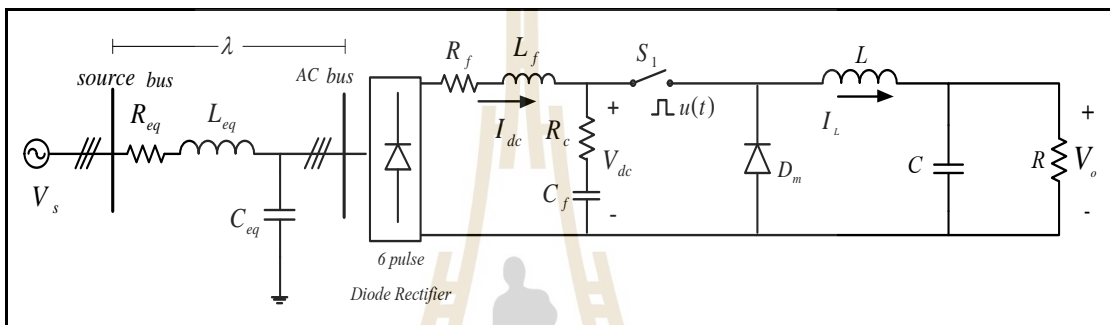 λ
source bus
AC bus
R_eq
L_eq
V_s
C_eq
6 pulse
Diode Rectifier
R_f
L_f
I_dc
R_c
C_f
+
V_dc
-
S_1
u(t)
D_m
L
I_L
C
R
+
V_o
-